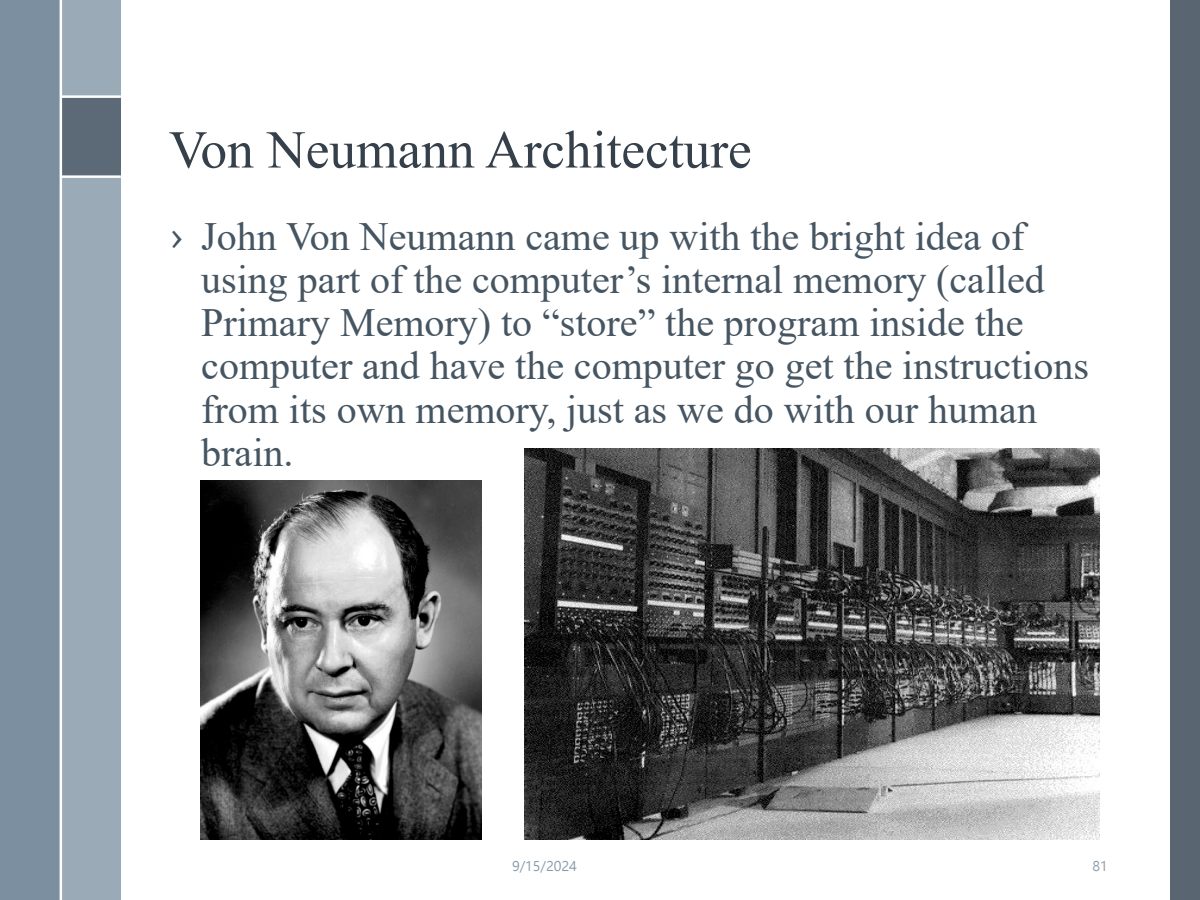 Von Neumann Architecture
› John Von Neumann came up with the bright idea of
using part of the computer’s internal memory (called
Primary Memory) to “store” the program inside the
computer and have the computer go get the instructions
from its own memory, just as we do with our human
brain.
9/15/2024
81